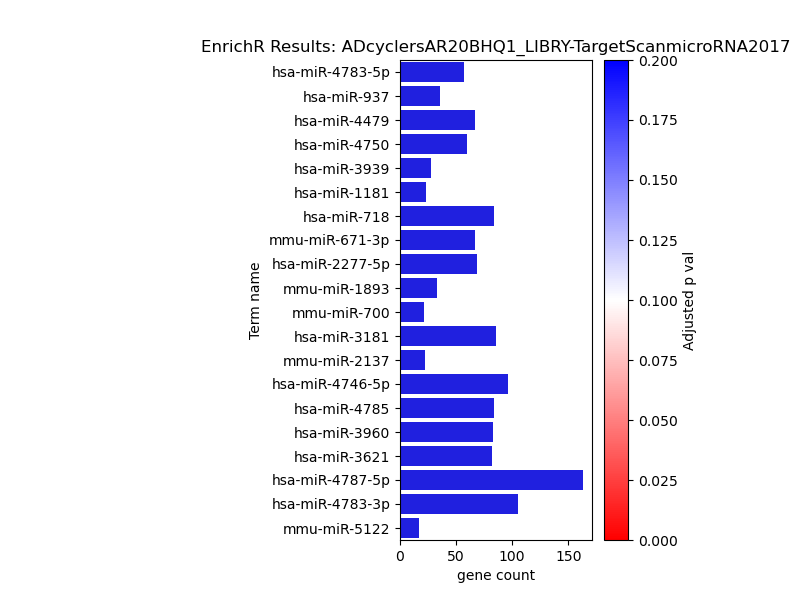 EnrichR Results: ADcyclersAR20BHQ1_LIBRY-TargetScanmicroRNA2017
hsa-miR-4783-5p
hsa-miR-937
hsa-miR-4479
hsa-miR-4750
hsa-miR-3939
hsa-miR-1181
hsa-miR-718
mmu-miR-671-3p
hsa-miR-2277-5p
mmu-miR-1893
mmu-miR-700
hsa-miR-3181
mmu-miR-2137
hsa-miR-4746-5p
hsa-miR-4785
hsa-miR-3960
hsa-miR-3621
hsa-miR-4787-5p
hsa-miR-4783-3p
mmu-miR-5122
Term name
0 50 100 150
gene count
0.200
0.175
0.150
0.125
0.100
0.075
0.050
0.025
0.000
Adjusted p val